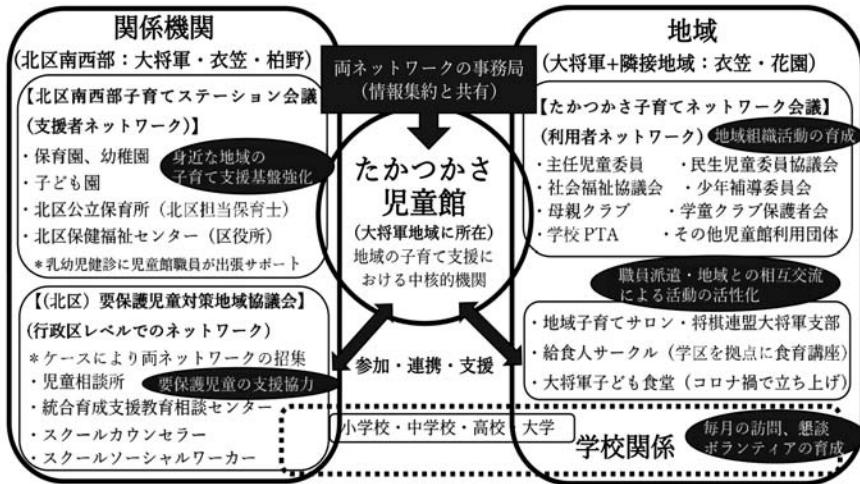 関係機関
(北区南西部：大将軍・衣笠・柏野)
【北区南西部子育てステーション会議
(支援者ネットワーク)】
・保育園、幼稚園
・子ども園
・北区公立保育所（北区担当保育士）
・北区保健福祉センター（区役所）
＊乳幼児健診に児童館職員が出張サポート
身近な地域の
子育て支援基盤強化
【(北区）要保護児童対策地域協議会】
(行政区レベルでのネットワーク)
＊ケースにより両ネットワークの招集
・児童相談所
・統合育成支援教育相談センター
・スクールカウンセラー
・スクールソーシャルワーカー
要保護児童の支援協力
両ネットワークの事務局
（情報集約と共有）
たかつかさ
児童館
(大将軍地域に所在)
地域の子育て支援に
おける中核的機関
参加・連携・支援
小学校・中学校・高校・大学
地域
(大将軍+隣接地域：衣笠・花園)
【たかつかさ子育てネットワーク会議】
(利用者ネットワーク)
地域組織活動の育成
・主任児童委員　・民生児童委員協議会
・社会福祉協議会　・少年補導委員会
・母親クラブ　・学童クラブ保護者会
・学校 PTA　・その他児童館利用団体
職員派遣・地域との相互交流
による活動の活性化
・地域子育てサロン・将棋連盟大将軍支部
・給食人サークル（学区を拠点に食育講座）
・大将軍子ども食堂（コロナ禍で立ち上げ）
学校関係
毎月の訪問、懇談
ボランティアの育成